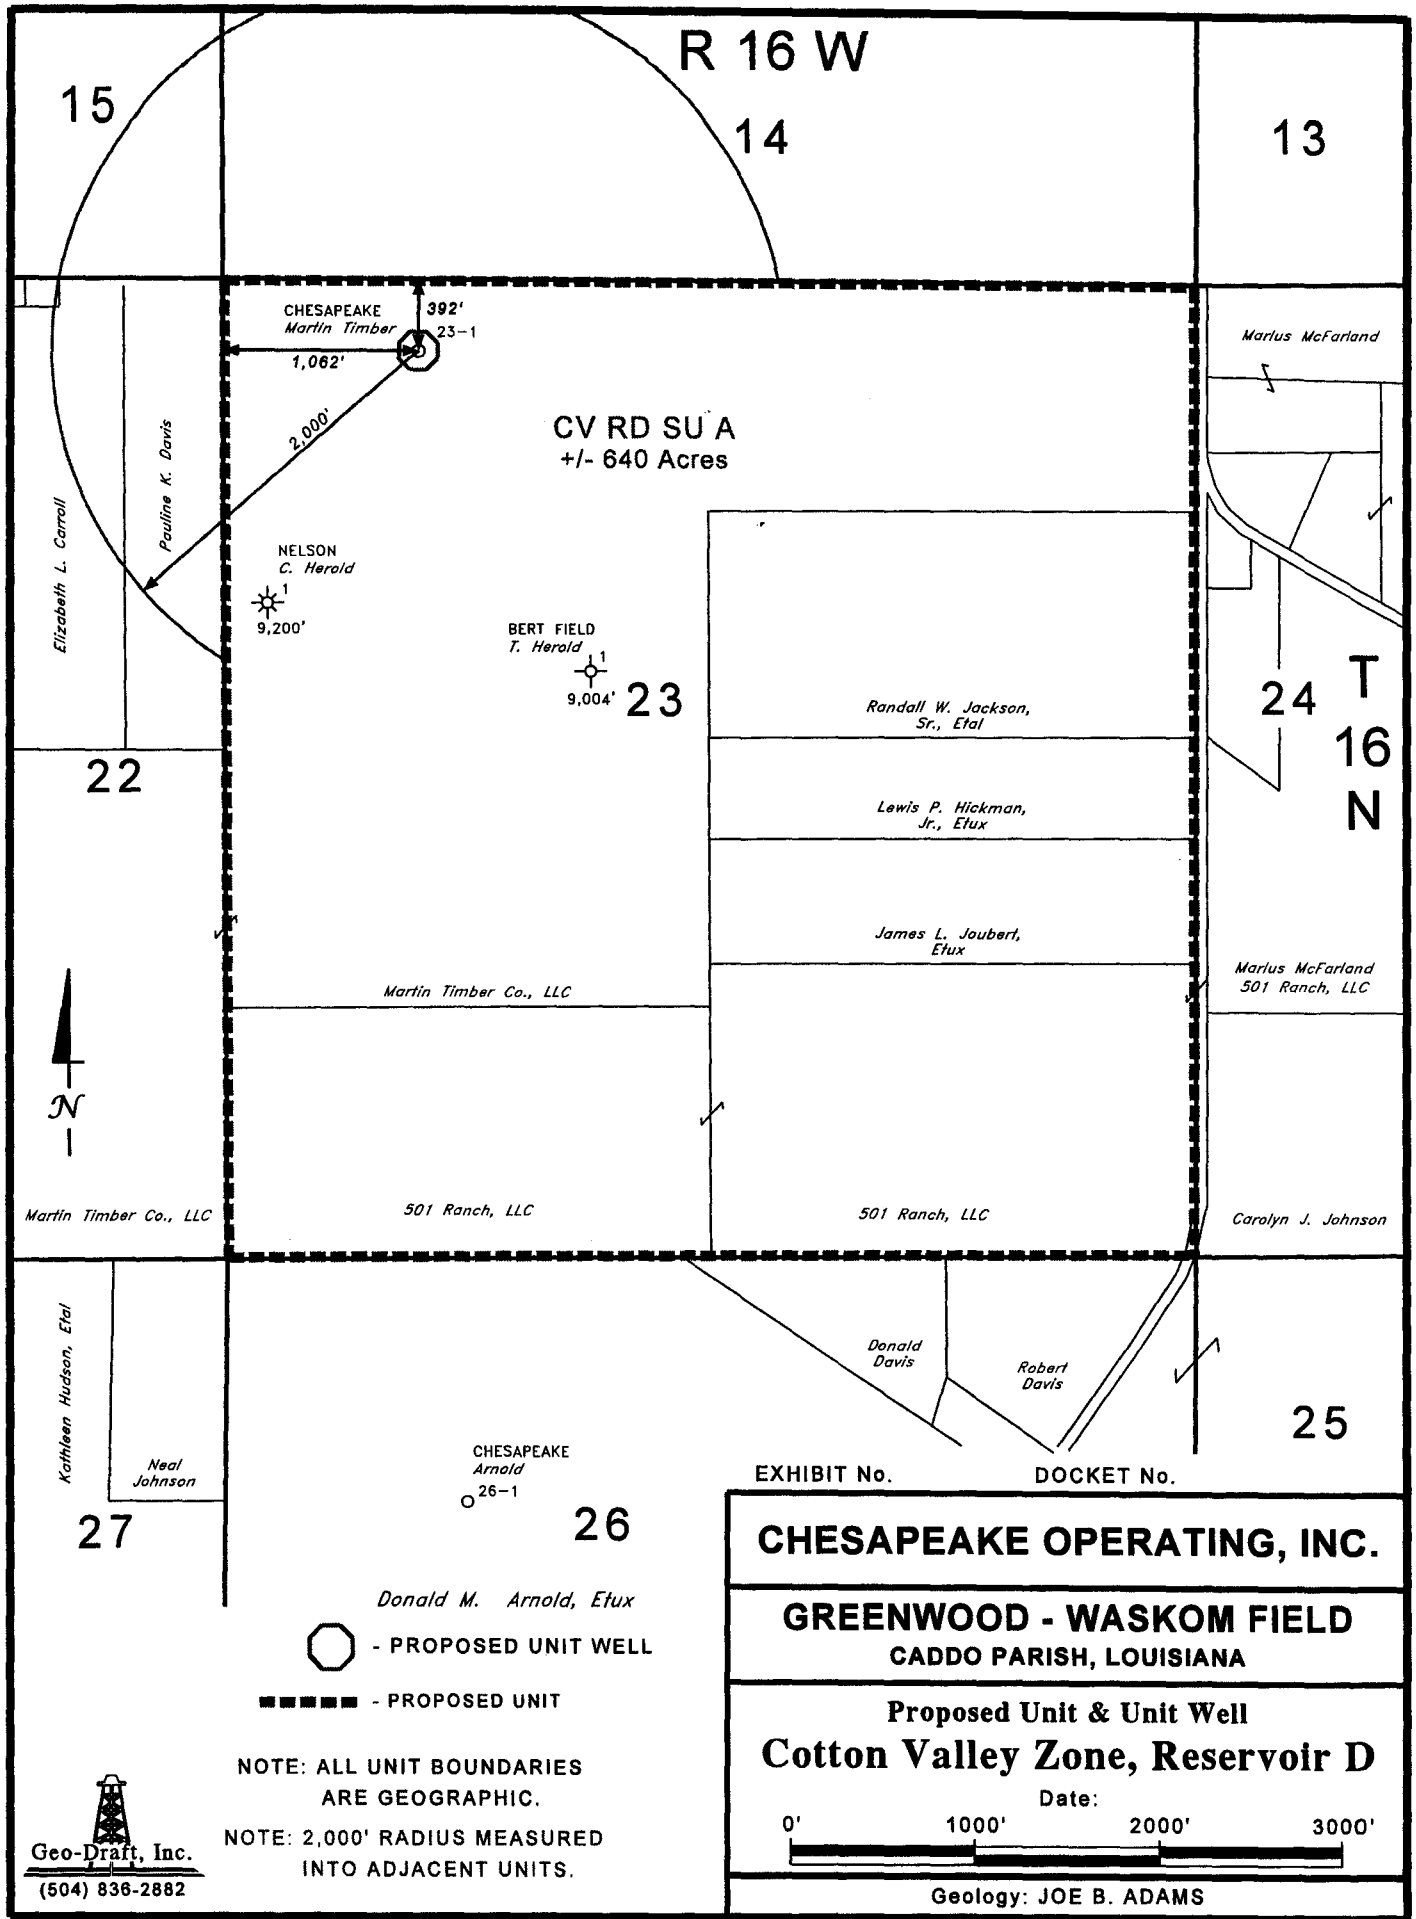 R 16 W
15
14
13
CHESAPEAKE
Martin Timber
392'
23-1
1,062'
2,000'
Marlus McFarland
CV RD SU A
+/- 640 Acres
Elizabeth L. Carroll
Pauline K. Davis
NELSON
C. Herold
1
9,200'
BERT FIELD
T. Herold
1
9,004'
23
Randall W. Jackson,
Sr., Etal
24
T
16
N
22
Lewis P. Hickman,
Jr., Etux
James L. Joubert,
Etux
Marlus McFarland
501 Ranch, LLC
Martin Timber Co., LLC
N
Martin Timber Co., LLC
501 Ranch, LLC
501 Ranch, LLC
Carolyn J. Johnson
Kathleen Hudson, Etal
Neal
Johnson
27
Donald
Davis
Robert
Davis
25
CHESAPEAKE
Arnold
26-1
26
Donald M. Arnold, Etux
- PROPOSED UNIT WELL
- PROPOSED UNIT
NOTE: ALL UNIT BOUNDARIES
ARE GEOGRAPHIC.
NOTE: 2,000' RADIUS MEASURED
INTO ADJACENT UNITS.
Geo-Draft, Inc.
(504) 836-2882
EXHIBIT No.
DOCKET No.
CHESAPEAKE OPERATING, INC.
GREENWOOD - WASKOM FIELD
CADDO PARISH, LOUISIANA
Proposed Unit & Unit Well
Cotton Valley Zone, Reservoir D
Date:
0' 1000' 2000' 3000'
Geology: JOE B. ADAMS